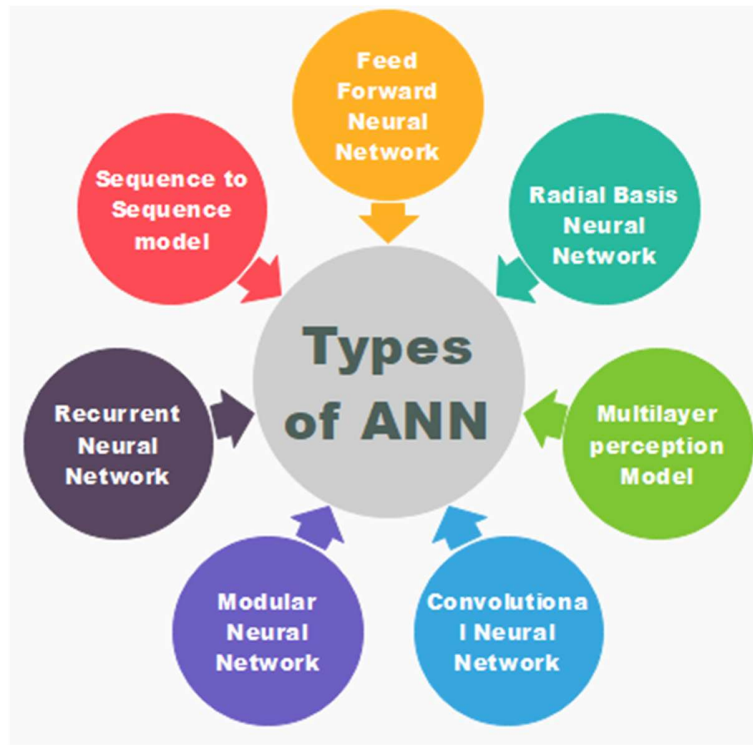 Feed
Forward
Neural
Network
Sequence to
Sequence
model
Radial Basis
Neural
Network
Types
of ANN
Recurrent
Neural
Network
Multilayer
perception
Model
Modular
Neural
Network
Convolutiona
l Neural
Network